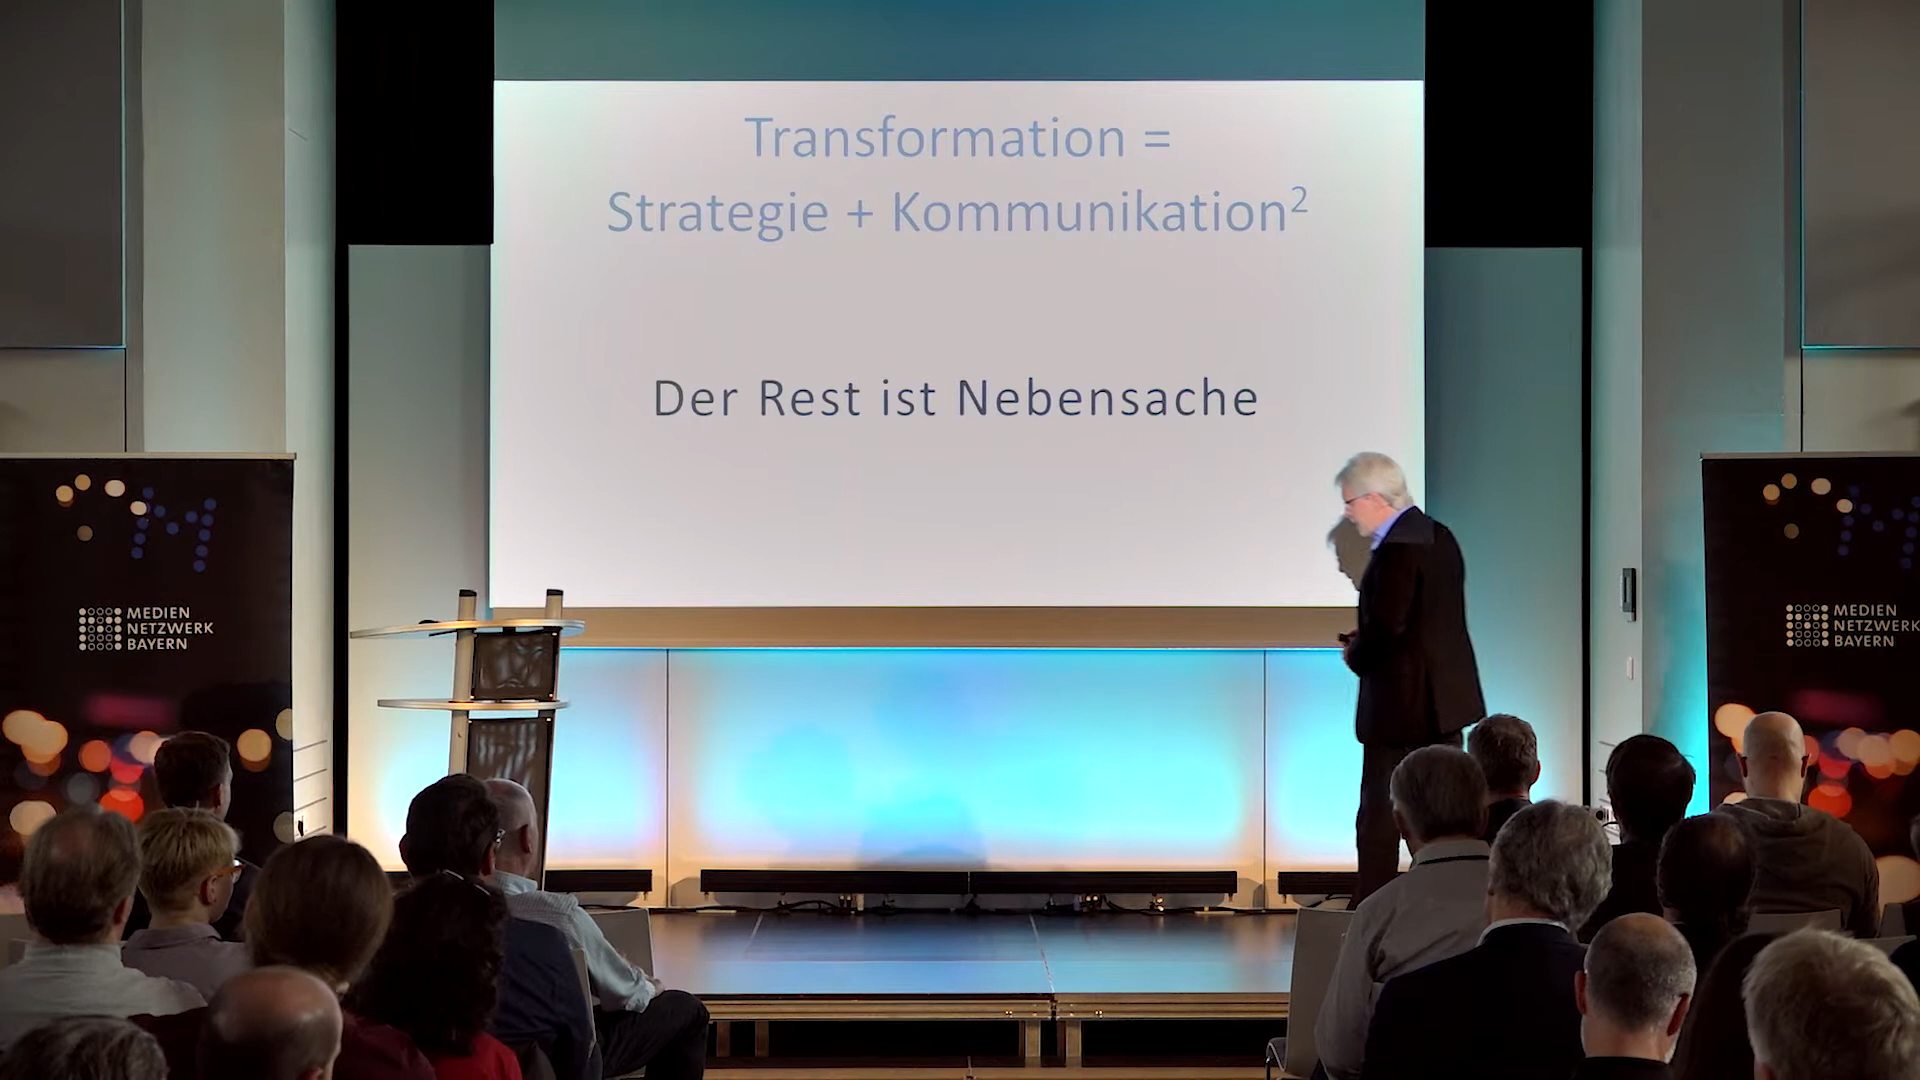 Transformation =
Strategie + Kommunikation²
Der Rest ist Nebensache
MEDIEN
NETZWERK
BAYERN
MEDIEN
NETZWERK
BAYERN